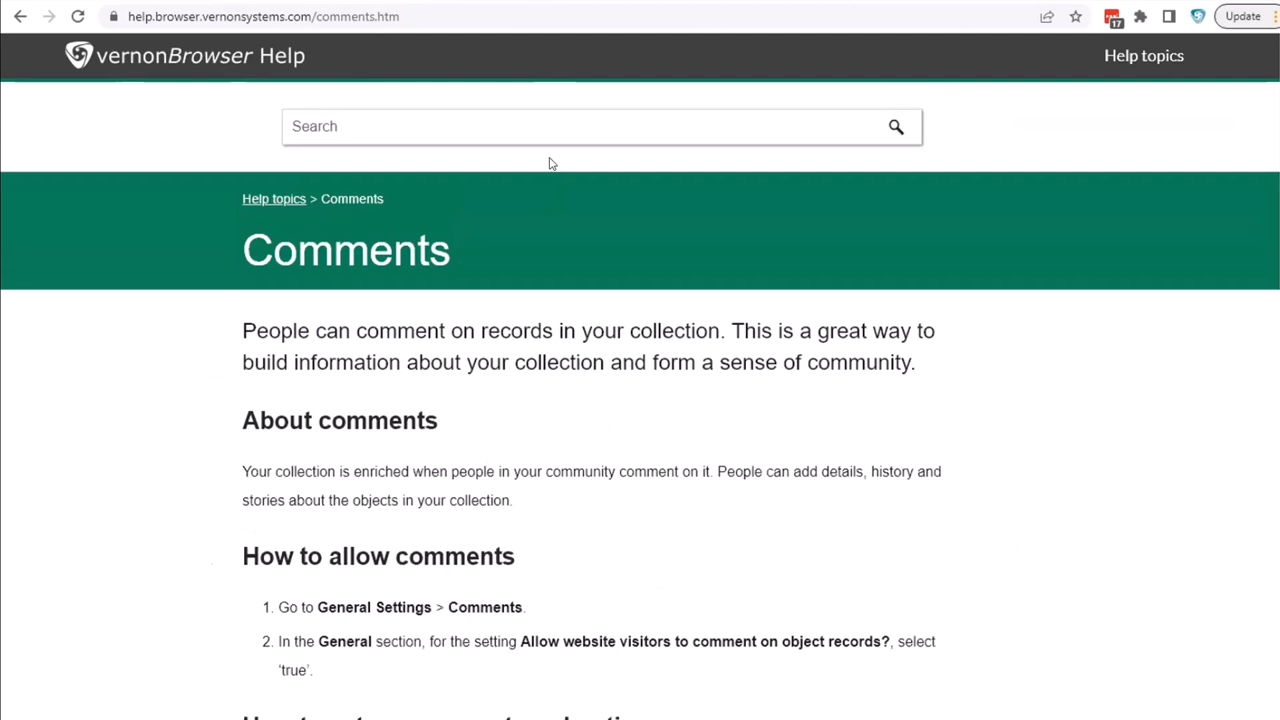 help.browser.vernonsystems.com/comments.htm
17
Update
vernonBrowser Help
Help topics
Search
Help topics > Comments
Comments
People can comment on records in your collection. This is a great way to
build information about your collection and form a sense of community.
About comments
Your collection is enriched when people in your community comment on it. People can add details, history and
stories about the objects in your collection.
How to allow comments
1. Go to General Settings > Comments.
2. In the General section, for the setting Allow website visitors to comment on object records?, select
'true'.